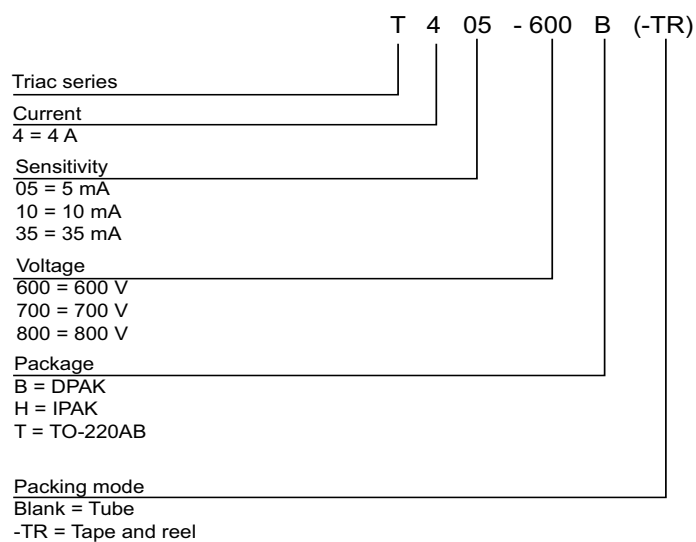 T 4 05 - 600 B (-TR)
Triac series
Current
4 = 4 A
Sensitivity
05 = 5 mA
10 = 10 mA
35 = 35 mA
Voltage
600 = 600 V
700 = 700 V
800 = 800 V
Package
B = DPAK
H = IPAK
T = TO-220AB
Packing mode
Blank = Tube
-TR = Tape and reel